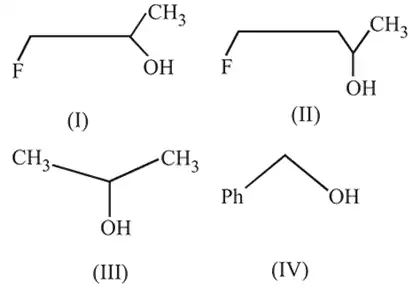 CH₃
F
OH
(I)
CH₃
F
OH
(II)
CH₃ CH₃
OH
(III)
Ph OH
(IV)